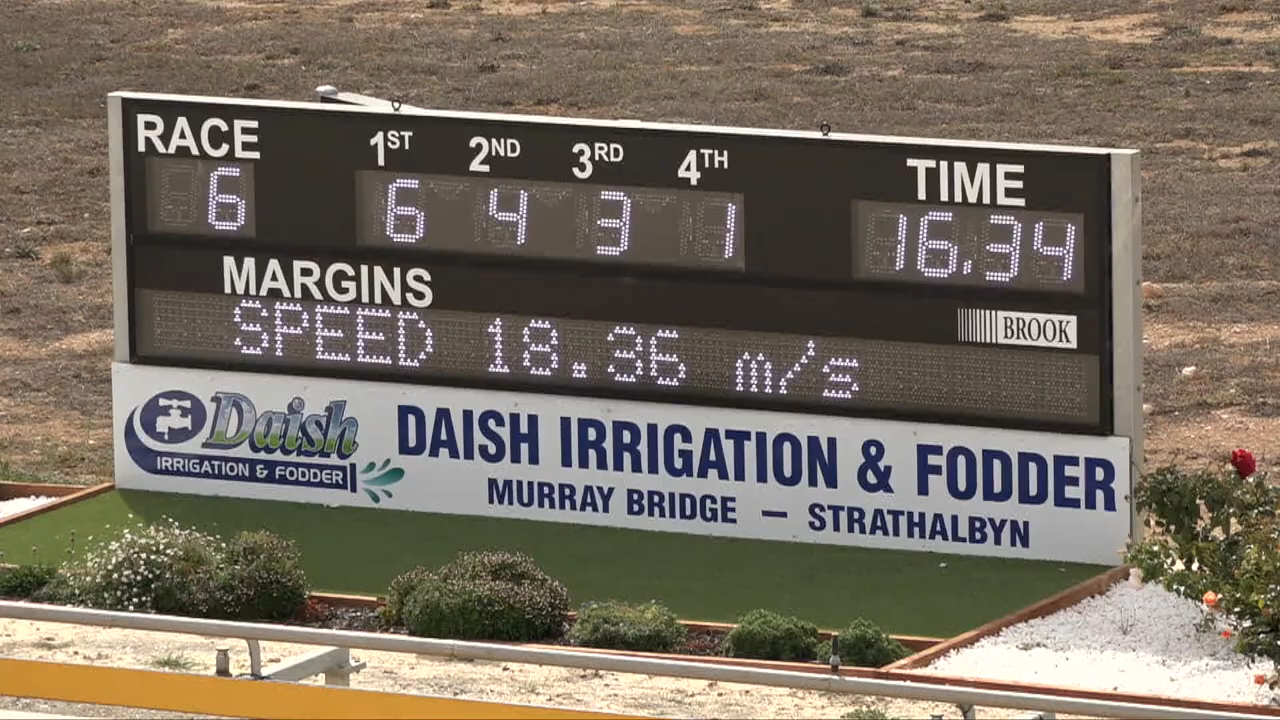 RACE 1ST 2ND 3RD 4TH TIME
6 6 4 3 1 16.34
MARGINS
BROOK
SPEED 18.36 m/s
Daish
IRRIGATION & FODDER
DAISH IRRIGATION & FODDER
MURRAY BRIDGE – STRATHALBYN